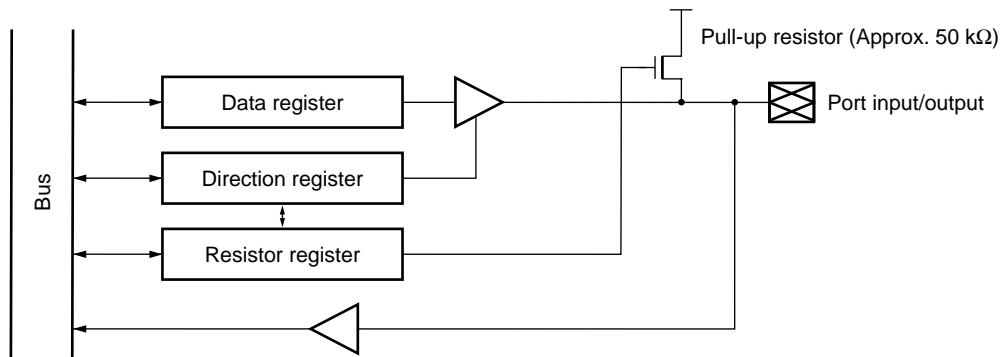 Pull-up resistor (Approx. 50 kΩ)
Data register
Port input/output
Direction register
Bus
Resistor register